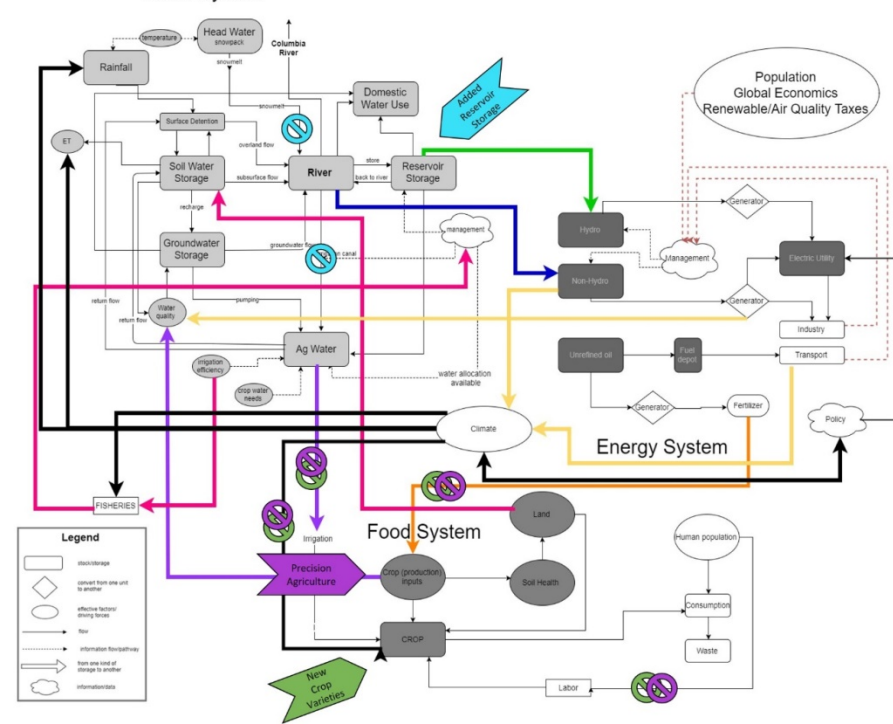 temperature
Head Water
snowpack
Columbia
River
Rainfall
snowmelt
Domestic
Water Use
snowmelt
Surface Detention
overland flow
ET
Soil Water
Storage
subsurface flow
River
store
back to river
Reservoir
Storage
recharge
Groundwater
Storage
management
return flow
return flow
Water
quality
pumping
Ag Water
irrigation
efficiency
crop water
needs
water allocation
available
Added
Reservoir
Storage
Population
Global Economics
Renewable/Air Quality Taxes
Hydro
Generator
Management
Electric Utility
Non-Hydro
Generator
Industry
Unrefined oil
Fuel
depot
Transport
Generator
Fertilizer
Policy
Climate
Energy System
FISHERIES
Food System
Irrigation
Land
Human population
Precision
Agriculture
Crop (production)
inputs
Soil Health
Consumption
CROP
Waste
New
Crop
Varieties
Labor
Legend
stock/storage
convert from one unit
to another
effective factors/
driving forces
flow
information flow/pathway
from one kind of
storage to another
information/data